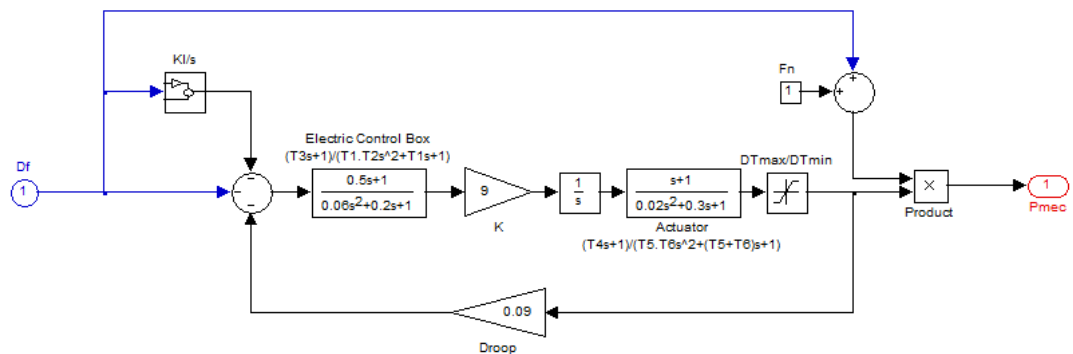 KI/s
Fn
1
Electric Control Box
(T3s+1)/(T1.T2s^2+T1s+1)
DTmax/DTmin
Df
1
0.5s+1
0.06s²+0.2s+1
9
K
1
s
s+1
0.02s²+0.3s+1
Actuator
(T4s+1)/(T5.T6s^2+(T5+T6)s+1)
×
Product
1
Pmec
0.09
Droop